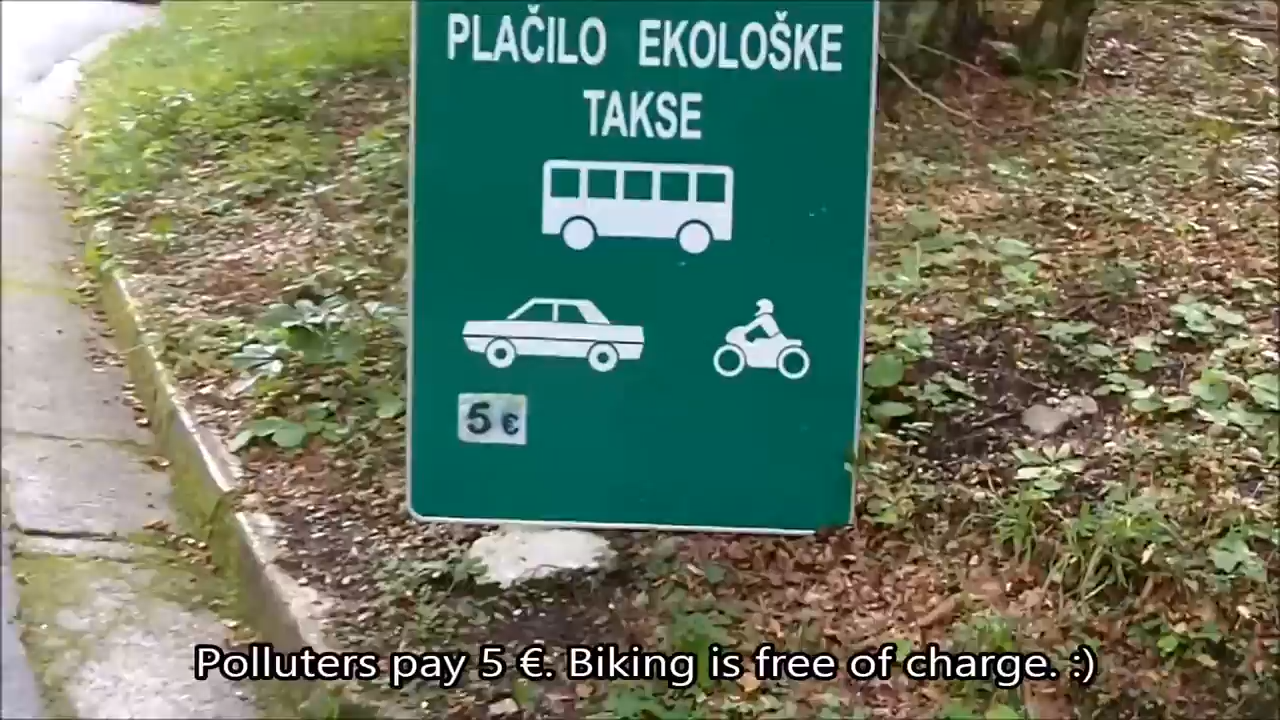 PLAČILO EKOLOŠKE
TAKSE
5 €
Polluters pay 5 €. Biking is free of charge. :)